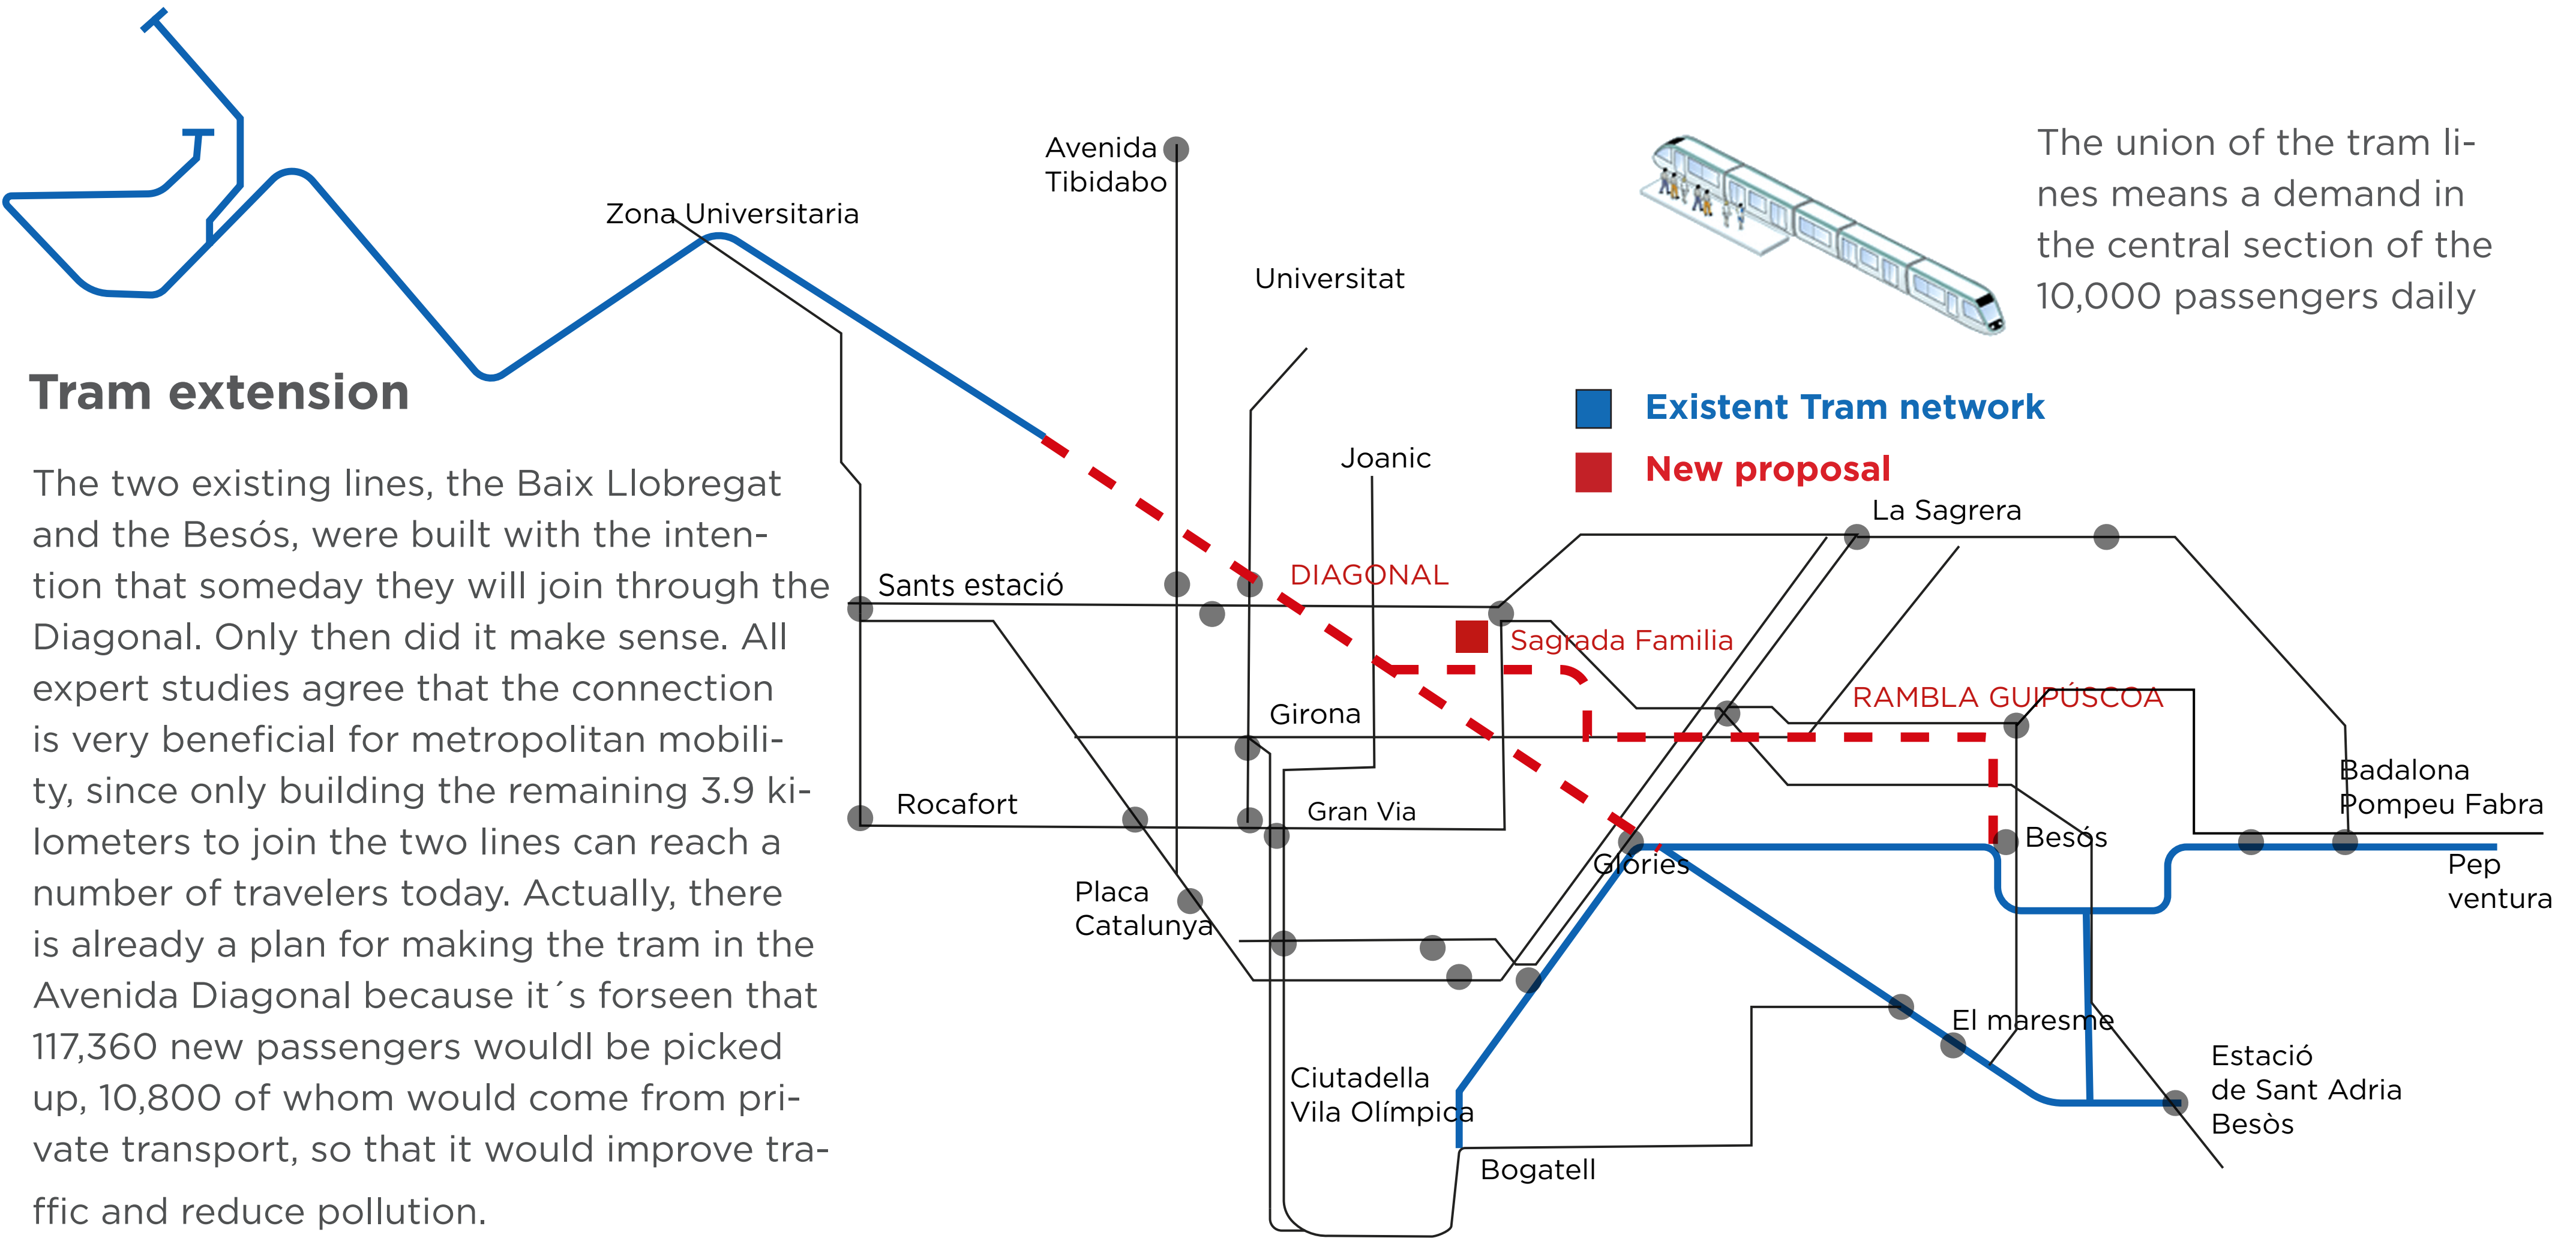 Avenida
Tibidabo
Zona Universitaria
Universitat
The union of the tram li-
nes means a demand in
the central section of the
10,000 passengers daily
Tram extension
The two existing lines, the Baix Llobregat
and the Besós, were built with the inten-
tion that someday they will join through the
Diagonal. Only then did it make sense. All
expert studies agree that the connection
is very beneficial for metropolitan mobili-
ty, since only building the remaining 3.9 ki-
lometers to join the two lines can reach a
number of travelers today. Actually, there
is already a plan for making the tram in the
Avenida Diagonal because it´s forseen that
117,360 new passengers wouldl be picked
up, 10,800 of whom would come from pri-
vate transport, so that it would improve tra-
ffic and reduce pollution.
Existent Tram network
New proposal
Joanic
La Sagrera
Sants estació
DIAGONAL
Sagrada Familia
RAMBLA GUIPÚSCOA
Girona
Rocafort
Gran Via
Badalona
Pompeu Fabra
Besós
Glóries
Pep
ventura
Placa
Catalunya
El maresme
Ciutadella
Vila Olímpica
Estació
de Sant Adria
Besòs
Bogatell